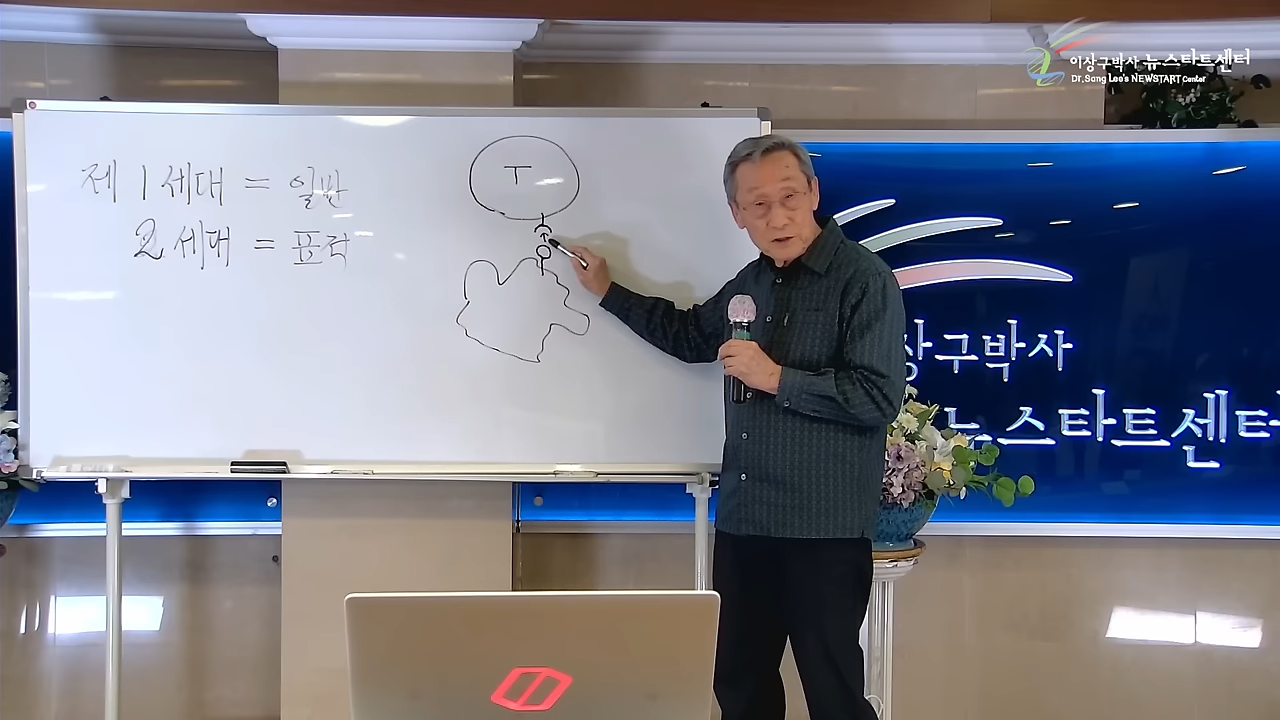 이상구박사 뉴스타트센터
Dr.Sang Lee's NEWSTART Center
제 1 세대 = 일반
2 세대 = 표적
T
상구박사
뉴스타트센터